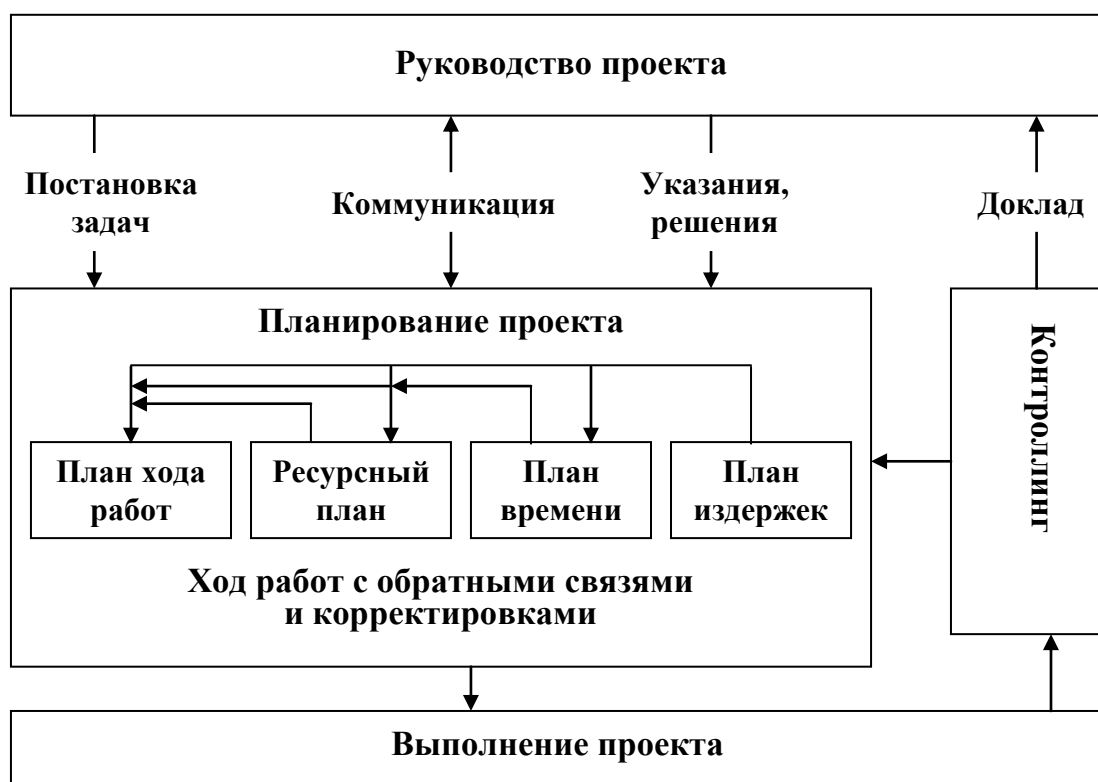 Руководство проекта
Постановка
задач
Коммуникация
Указания,
решения
Доклад
Планирование проекта
План хода
работ
Ресурсный
план
План
времени
План
издержек
Ход работ с обратными связями
и корректировками
Контроллинг
Выполнение проекта